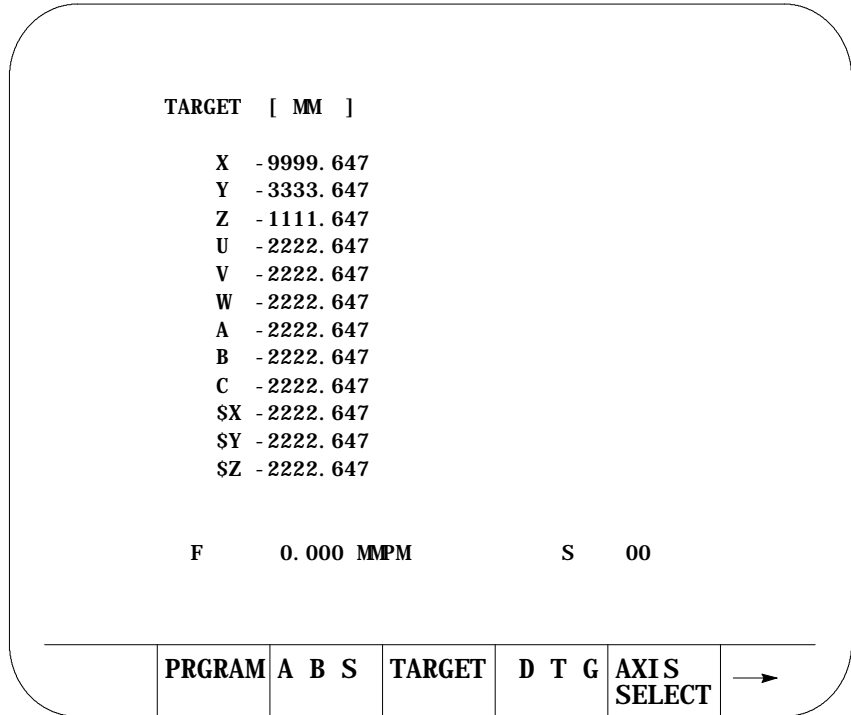 TARGET [ MM ]
X -9999.647
Y -3333.647
Z -1111.647
U -2222.647
V -2222.647
W -2222.647
A -2222.647
B -2222.647
C -2222.647
$X -2222.647
$Y -2222.647
$Z -2222.647
F 0.000 MMPM S 00
PRGRAM A B S TARGET D T G AXIS
SELECT